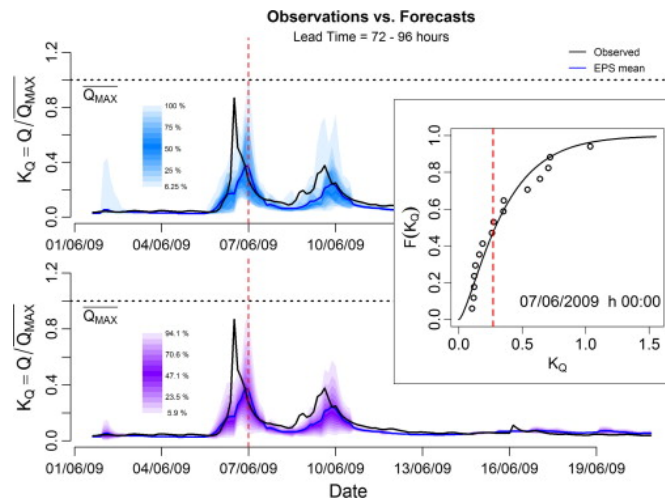 Observations vs. Forecasts
Lead Time = 72 - 96 hours
Observed
EPS mean
K_Q = Q/Q_MAX
0.0 0.4 0.8 1.2
Q_MAX
100 %
75 %
50 %
25 %
6.25 %
01/06/09 04/06/09 07/06/09 10/06/09
F(K_Q)
0.0 0.2 0.4 0.6 0.8 1.0
07/06/2009 h 00:00
0.0 0.5 1.0 1.5
K_Q
K_Q = Q/Q_MAX
0.0 0.4 0.8 1.2
Q_MAX
94.1 %
70.6 %
47.1 %
23.5 %
5.9 %
01/06/09 04/06/09 07/06/09 10/06/09 13/06/09 16/06/09 19/06/09
Date